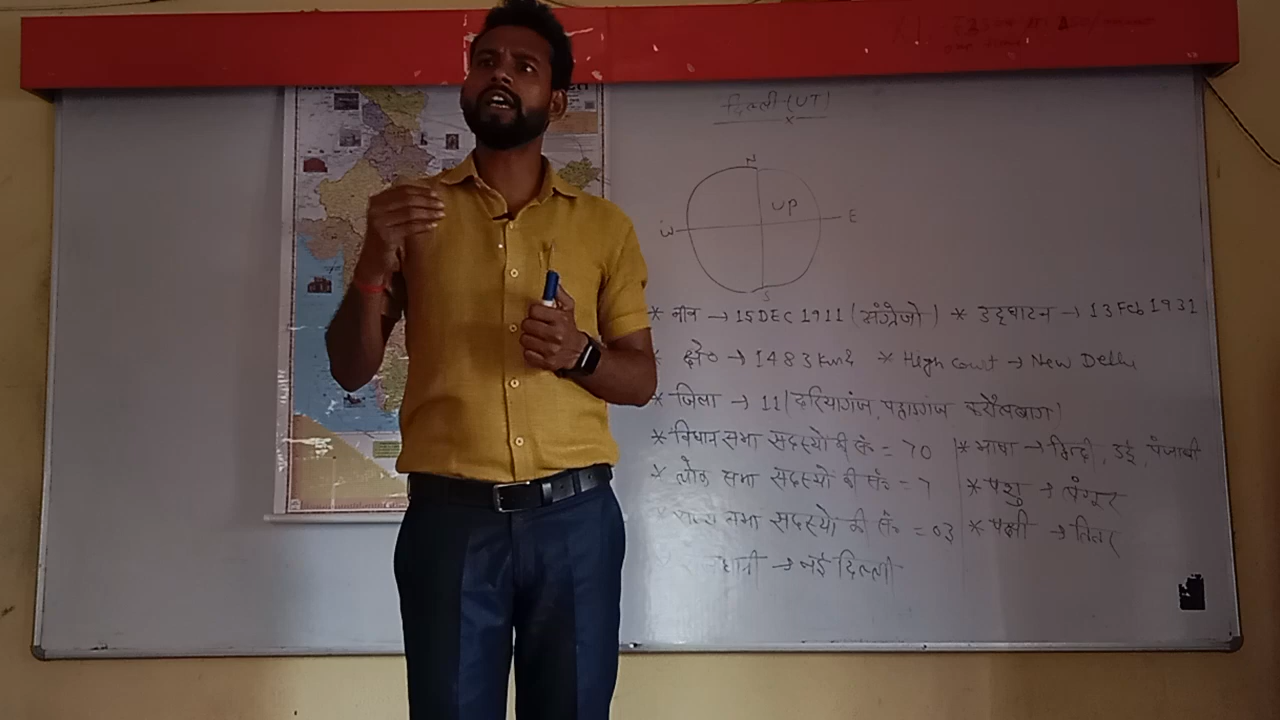 दिल्ली (UT)
N
UP
W E
S
* नीव → 15 DEC 1911 (अंग्रेजो) * उद्घाटन → 13 Feb 1931
* क्षे० → 1483 Km2 * High court → New Delhi
* जिला → 11 (दरियागंज, पहाड़गंज करौलबाग)
* विधान सभा सदस्यो की सं० = 70 * भाषा → हिन्दी, उर्दू, पंजाबी
* लोक सभा सदस्यों की सं० = 7 * पशु → लंगूर
सभा सदस्यो की सं० = 03 * पक्षी → तितर
धानी → नई दिल्ली